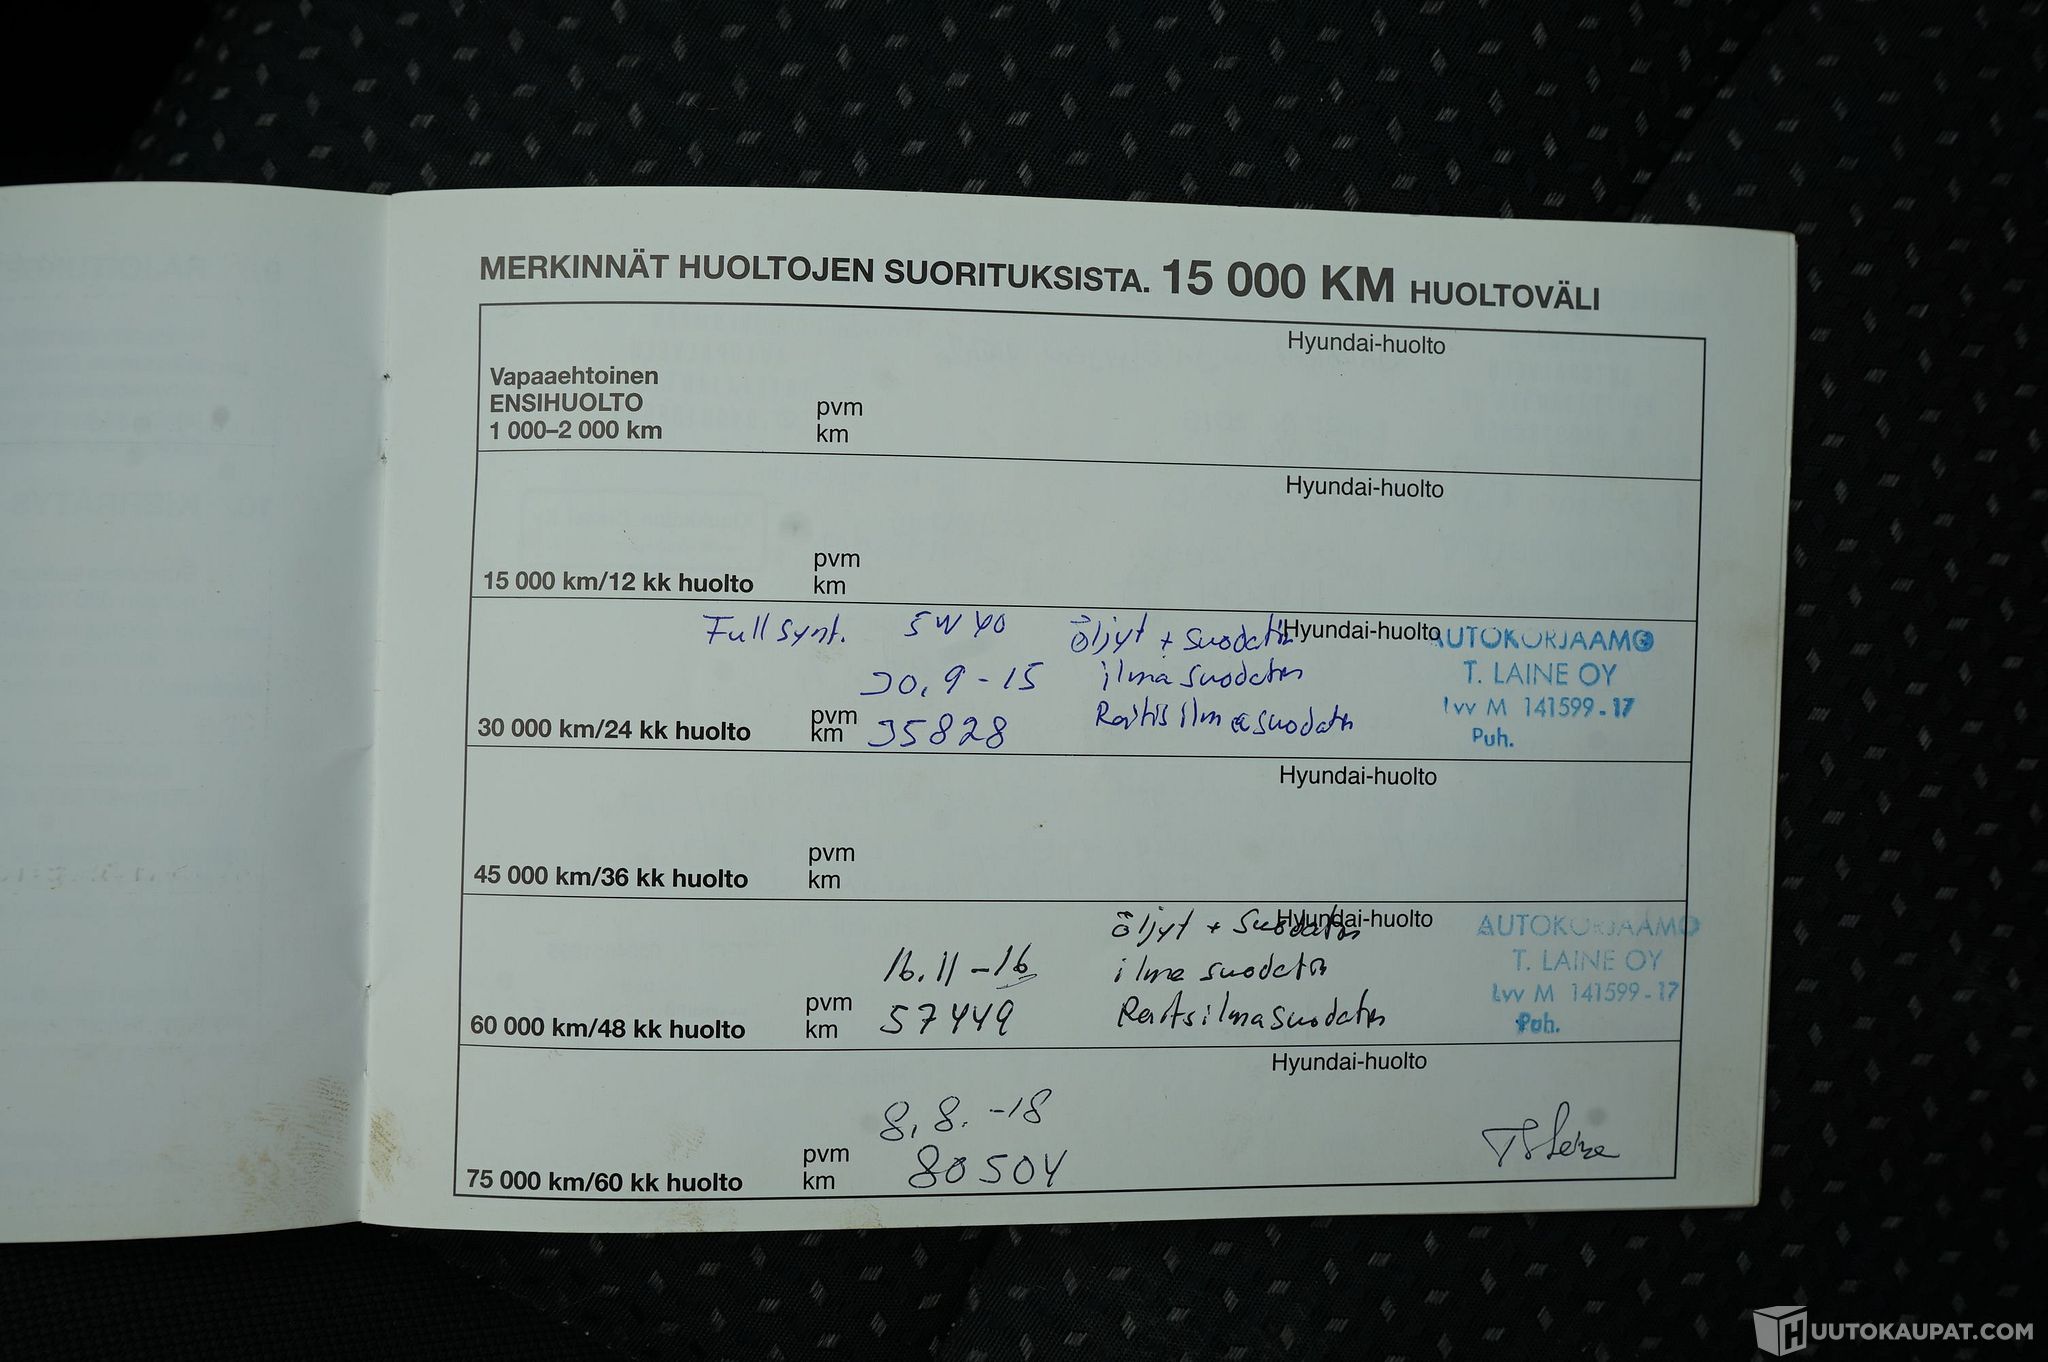 MERKINNÄT HUOLTOJEN SUORITUKSISTA. 15 000 KM HUOLTOVÄLI
Hyundai-huolto
Vapaaehtoinen
ENSIHUOLTO pvm
1 000–2 000 km km
Hyundai-huolto
pvm
15 000 km/12 kk huolto km
Full synt. 5W40 öljyt + suodatin Hyundai-huolto AUTOKORJAAMO
30.9-15 ilmasuodatin T. LAINE OY
30 000 km/24 kk huolto pvm km 35828 Raitisilmasuodatin Lvv M 141599-17
Puh.
Hyundai-huolto
pvm
45 000 km/36 kk huolto km
öljyt + suodatin Hyundai-huolto AUTOKORJAAMO
16.11-16 ilmasuodatin T. LAINE OY
pvm Lvv M 141599-17
60 000 km/48 kk huolto km 57449 Raitisilmasuodatin Puh.
Hyundai-huolto
8.8.-18
pvm
75 000 km/60 kk huolto km 80504
HUUTOKAUPAT.COM